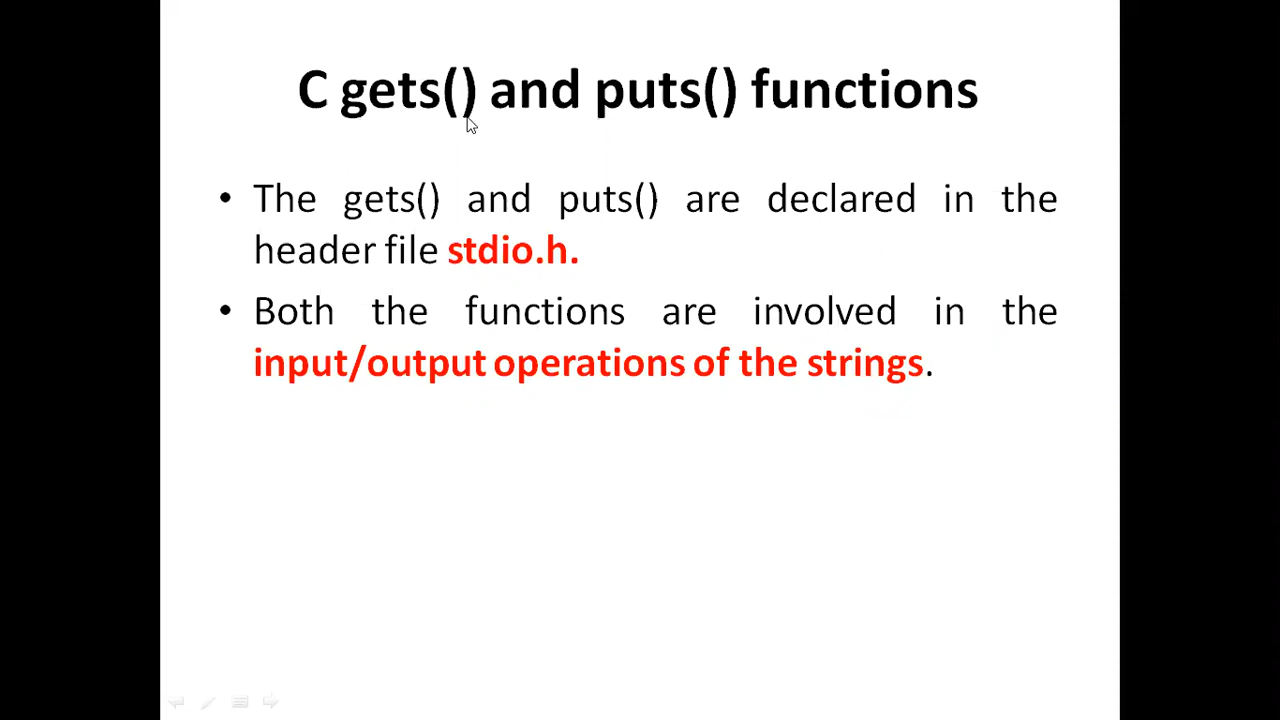 C gets() and puts() functions
• The gets() and puts() are declared in the
header file stdio.h.
• Both the functions are involved in the
input/output operations of the strings.